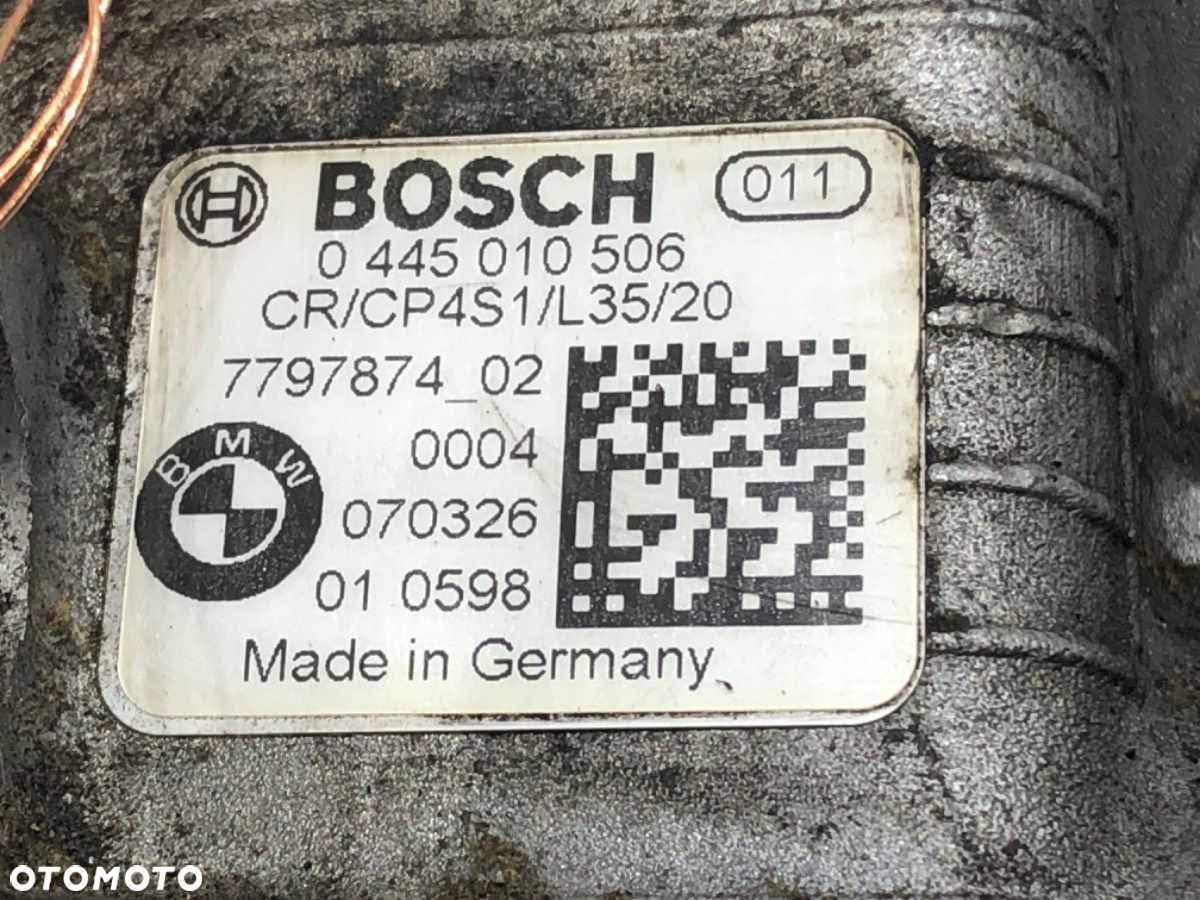 BOSCH 011
0 445 010 506
CR/CP4S1/L35/20
7797874_02
0004
BMW
070326
01 0598
Made in Germany
OTOMOTO